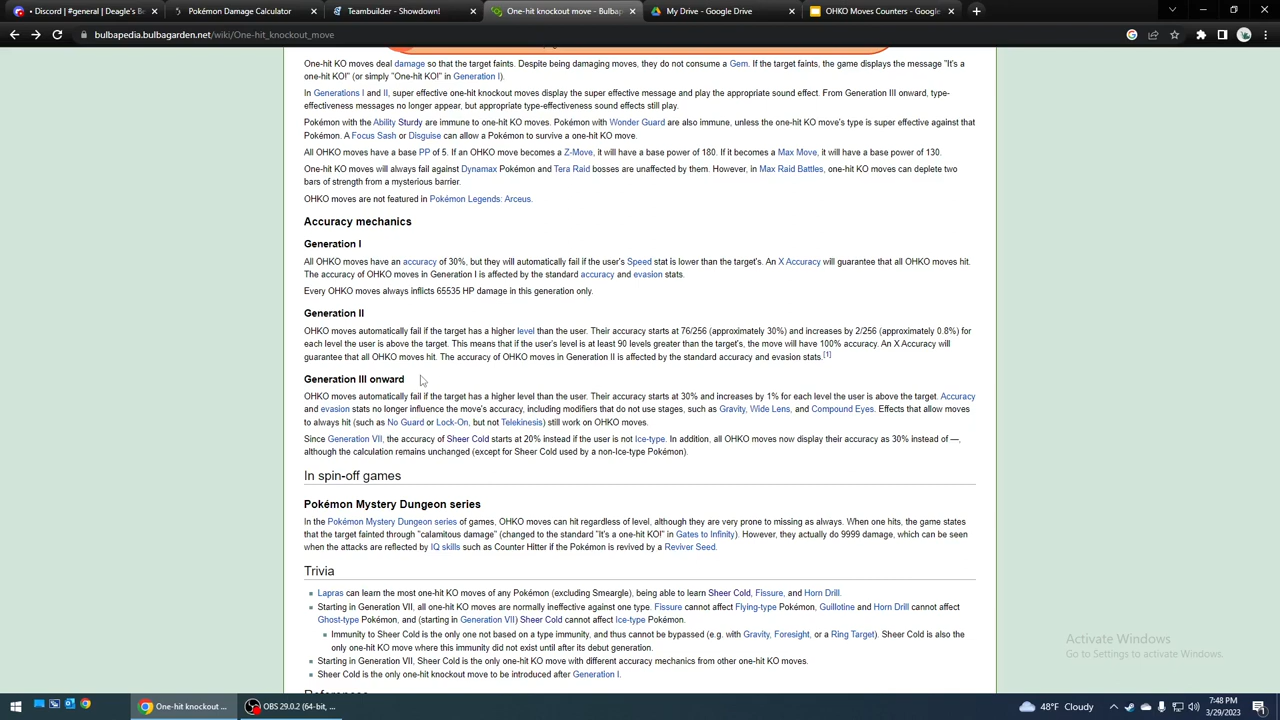 Discord | #general | Deagle's Bo
Pokémon Damage Calculator
Teambuilder - Showdown!
One-hit knockout move - Bulbap
My Drive - Google Drive
OHKO Move Counters - Google S
bulbapedia.bulbagarden.net/wiki/One-hit_knockout_move
One-hit KO moves deal damage so that the target faints. Despite being damaging moves, they do not consume a Gem. If the target faints, the game displays the message "It's a
one-hit KO!" (or simply "One-hit KO!" in Generation I).
In Generations I and II, super effective one-hit knockout moves display the super effective message and play the appropriate sound effect. From Generation III onward, type-
effectiveness messages no longer appear, but appropriate type-effectiveness sound effects still play.
Pokémon with the Ability Sturdy are immune to one-hit KO moves. Pokémon with Wonder Guard are also immune, unless the one-hit KO move's type is super effective against that
Pokémon. A Focus Sash or Disguise can allow a Pokémon to survive a one-hit KO move.
All OHKO moves have a base PP of 5. If an OHKO move becomes a Z-Move, it will have a base power of 180. If it becomes a Max Move, it will have a base power of 130.
One-hit KO moves will always fail against Dynamax Pokémon and Tera Raid bosses are unaffected by them. However, in Max Raid Battles, one-hit KO moves can deplete two
bars of strength from a mysterious barrier.
OHKO moves are not featured in Pokémon Legends: Arceus.
Accuracy mechanics
Generation I
All OHKO moves have an accuracy of 30%, but they will automatically fail if the user's Speed stat is lower than the target's. An X Accuracy will guarantee that all OHKO moves hit.
The accuracy of OHKO moves in Generation I is affected by the standard accuracy and evasion stats.
Every OHKO moves always inflicts 65535 HP damage in this generation only.
Generation II
OHKO moves automatically fail if the target has a higher level than the user. Their accuracy starts at 76/256 (approximately 30%) and increases by 2/256 (approximately 0.8%) for
each level the user is above the target. This means that if the user's level is at least 90 levels greater than the target's, the move will have 100% accuracy. An X Accuracy will
guarantee that all OHKO moves hit. The accuracy of OHKO moves in Generation II is affected by the standard accuracy and evasion stats.[1]
Generation III onward
OHKO moves automatically fail if the target has a higher level than the user. Their accuracy starts at 30% and increases by 1% for each level the user is above the target. Accuracy
and evasion stats no longer influence the move's accuracy, including modifiers that do not use stages, such as Gravity, Wide Lens, and Compound Eyes. Effects that allow moves
to always hit (such as No Guard or Lock-On, but not Telekinesis) still work on OHKO moves.
Since Generation VII, the accuracy of Sheer Cold starts at 20% instead if the user is not Ice-type. In addition, all OHKO moves now display their accuracy as 30% instead of —,
although the calculation remains unchanged (except for Sheer Cold used by a non-Ice-type Pokémon).
In spin-off games
Pokémon Mystery Dungeon series
In the Pokémon Mystery Dungeon series of games, OHKO moves can hit regardless of level, although they are very prone to missing as always. When one hits, the game states
that the target fainted through "calamitous damage" (changed to the standard "It's a one-hit KO!" in Gates to Infinity). However, they actually do 9999 damage, which can be seen
when the attacks are reflected by IQ skills such as Counter Hitter if the Pokémon is revived by a Reviver Seed.
Trivia
Lapras can learn the most one-hit KO moves of any Pokémon (excluding Smeargle), being able to learn Sheer Cold, Fissure, and Horn Drill.
Starting in Generation VII, all one-hit KO moves are normally ineffective against one type. Fissure cannot affect Flying-type Pokémon, Guillotine and Horn Drill cannot affect
Ghost-type Pokémon, and (starting in Generation VII) Sheer Cold cannot affect Ice-type Pokémon.
Immunity to Sheer Cold is the only one not based on a type immunity, and thus cannot be bypassed (e.g. with Gravity, Foresight, or a Ring Target). Sheer Cold is also the
only one-hit KO move where this immunity did not exist until after its debut generation.
Starting in Generation VII, Sheer Cold is the only one-hit KO move with different accuracy mechanics from other one-hit KO moves.
Sheer Cold is the only one-hit knockout move to be introduced after Generation I.
Activate Windows
Go to Settings to activate Windows.
One-hit knockout ...
OBS 29.0.2 (64-bit, ...
48°F Cloudy
7:48 PM
3/29/2023